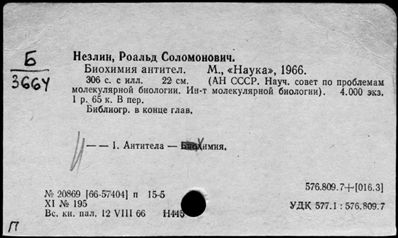 Б
3664
Незлин, Роальд Соломонович.
Биохимия антител. М., «Наука», 1966.
306 с. с илл. 22 см. (АН СССР. Науч. совет по проблемам
молекулярной биологии. Ин-т молекулярной биологии). 4.000 экз.
1 р. 65 к. В пер.
Библиогр. в конце глав.
— — 1. Антитела — Биохимия.
№ 20869 [66-57404] п 15-5
XI № 195
Вс. кн. пал. 12 VIII 66 Н445
576.809.7+[016.3]
УДК 577.1 : 576.809.7
П